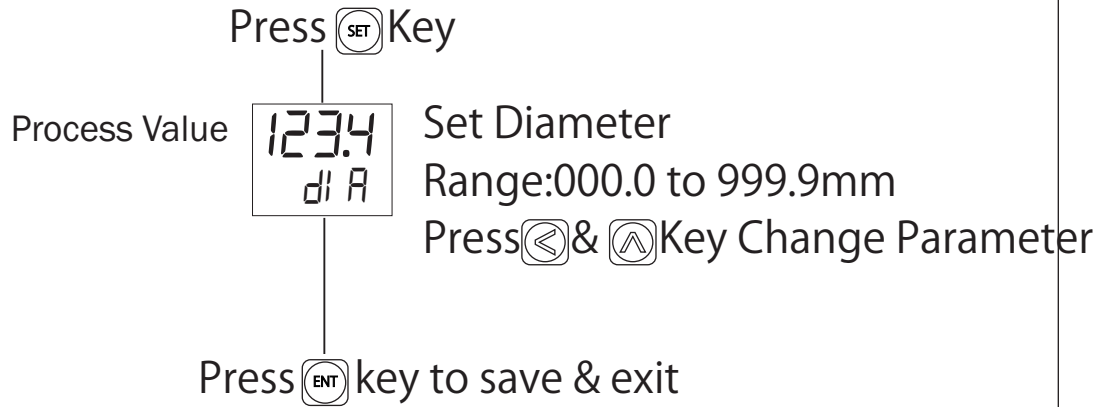 Press SET Key
Process Value
123.4
diA
Set Diameter
Range:000.0 to 999.9mm
Press < & ∧ Key Change Parameter
Press ENT key to save & exit